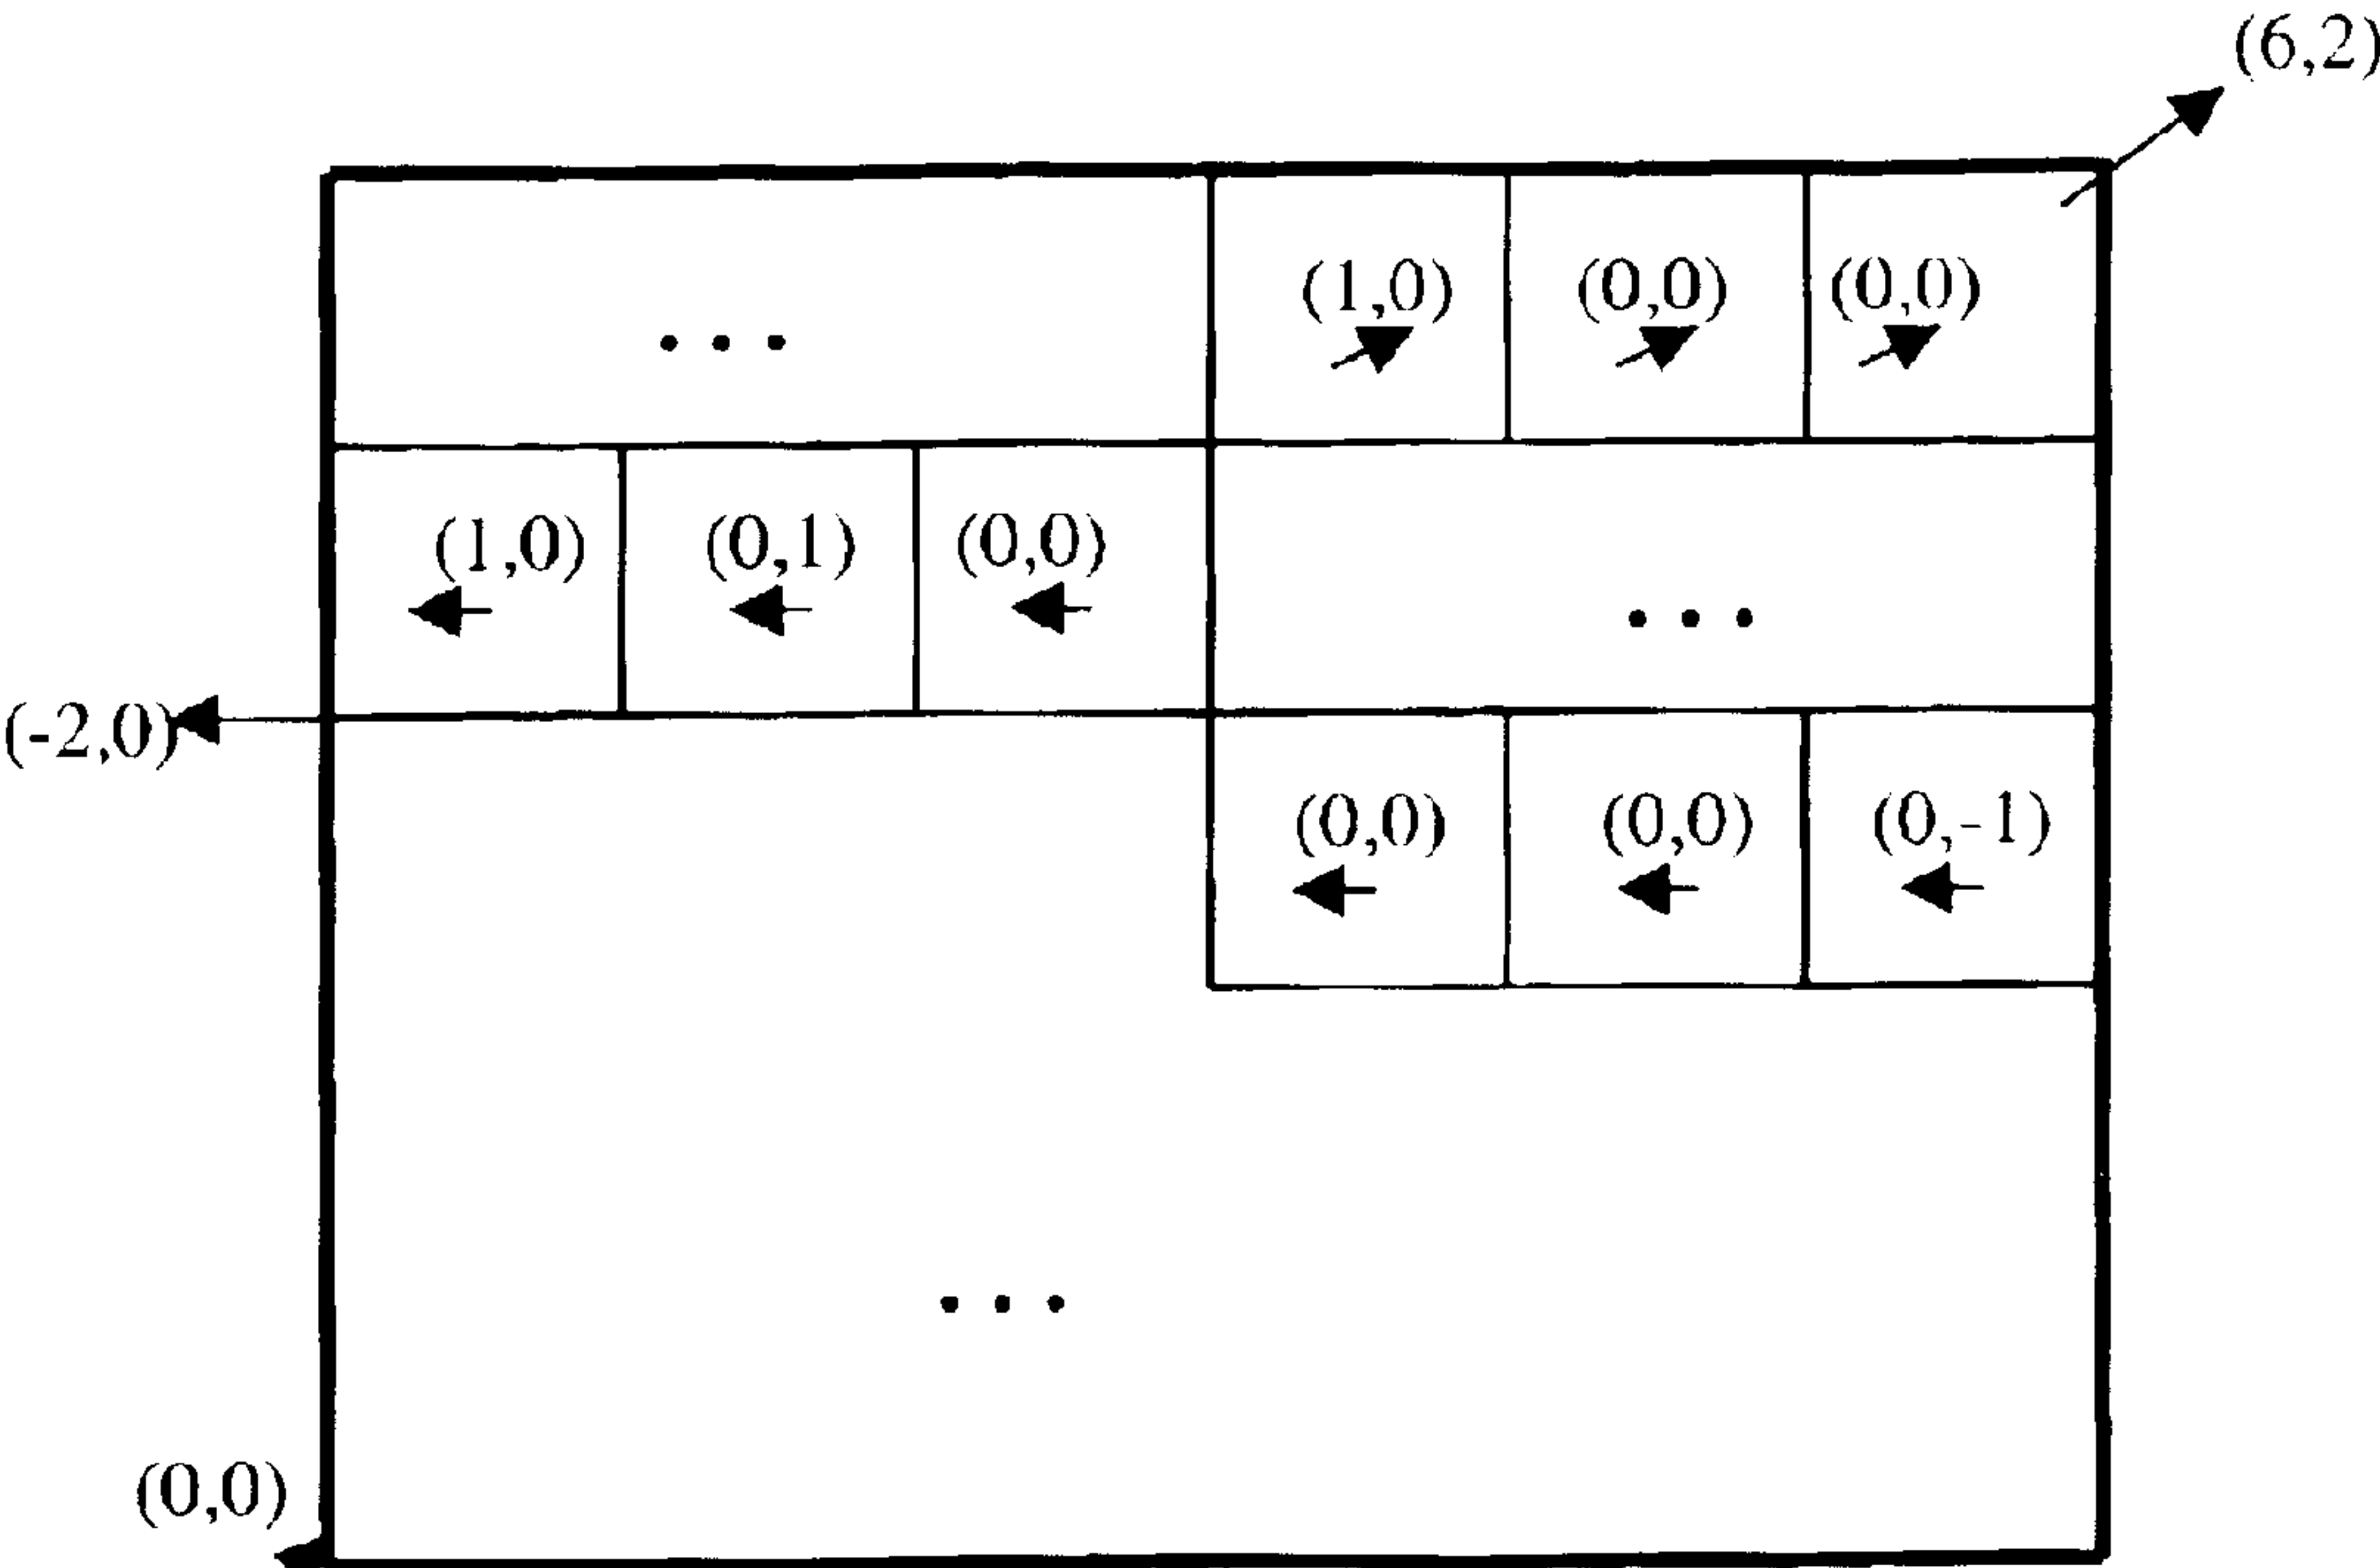 (6,2)
(1,0) (0,0) (0,0)
. . .
(1,0) (0,1) (0,0)
. . .
(-2,0)
(0,0) (0,0) (0,-1)
. . .
(0,0)